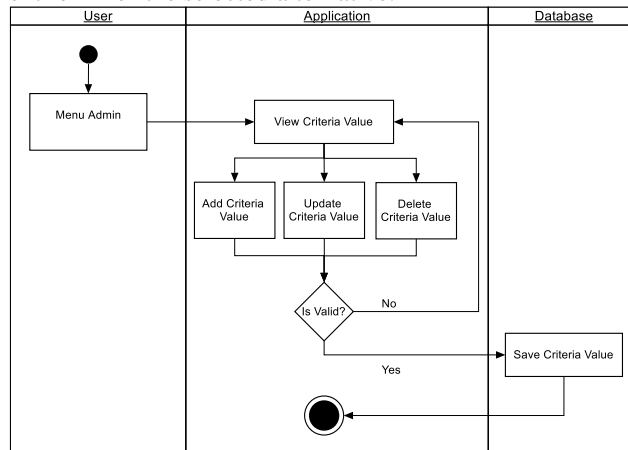 User
Application
Database
Menu Admin
View Criteria Value
Add Criteria
Value
Update
Criteria Value
Delete
Criteria Value
Is Valid?
No
Yes
Save Criteria Value